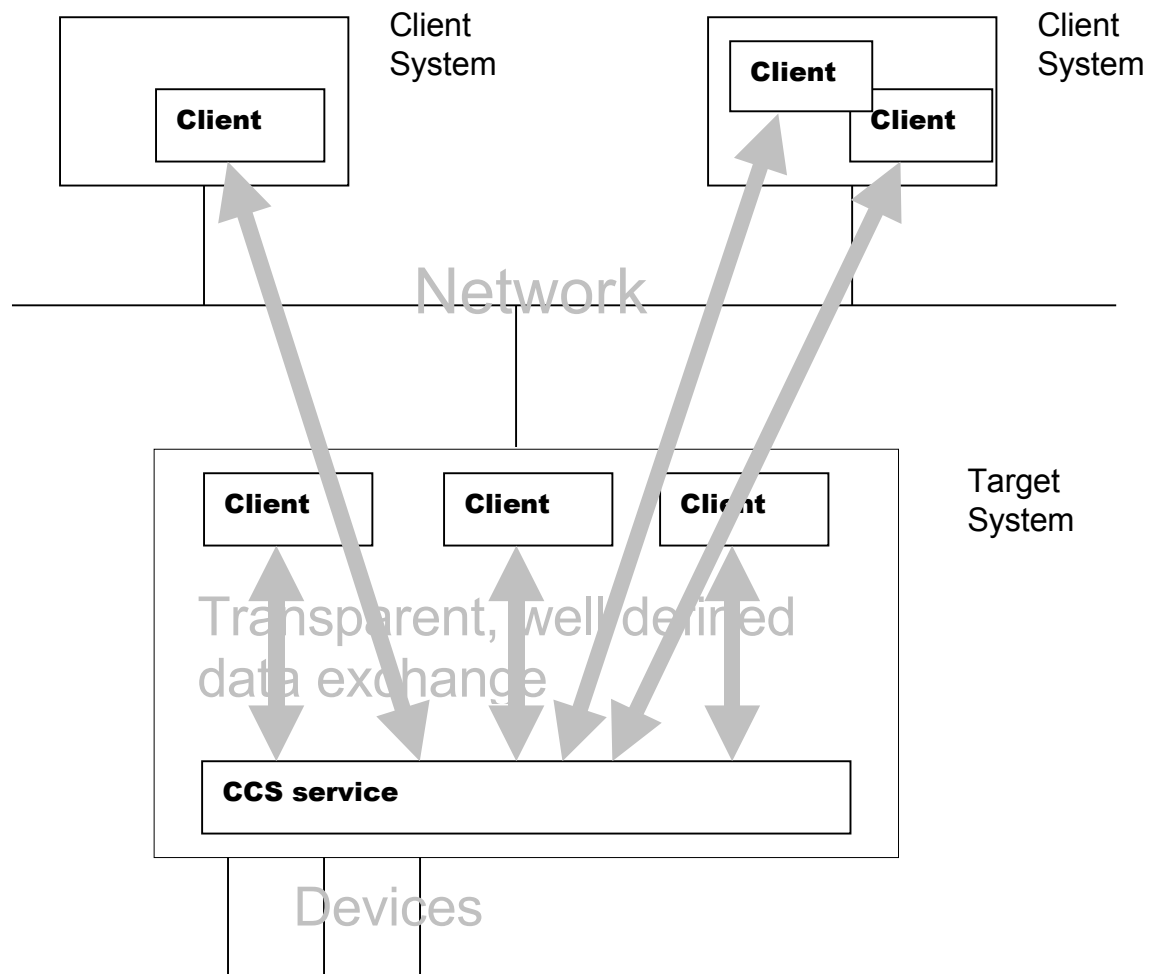 Client
System
Client
System
Client
Client
Client
Network
Target
System
Client
Client
Client
Transparent, well defined
data exchange
CCS service
Devices